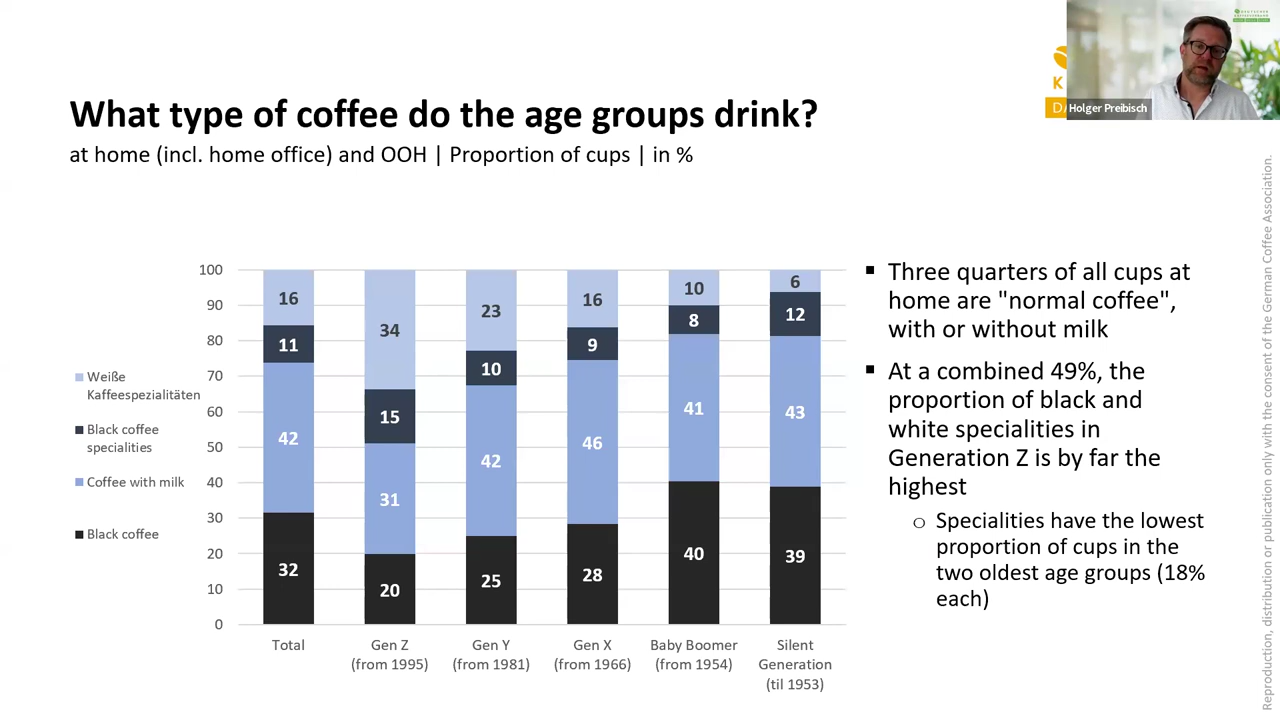 What type of coffee do the age groups drink?
at home (incl. home office) and OOH | Proportion of cups | in %
K
D
Holger Preibisch
100
90
80
70
60
50
40
30
20
10
0
Weiße
Kaffeespezialitäten
Black coffee
specialities
Coffee with milk
Black coffee
16
11
42
32
34
15
31
20
23
10
42
25
16
9
46
28
10
8
41
40
6
12
43
39
Total
Gen Z
(from 1995)
Gen Y
(from 1981)
Gen X
(from 1966)
Baby Boomer
(from 1954)
Silent
Generation
(til 1953)
▪ Three quarters of all cups at
home are "normal coffee",
with or without milk
▪ At a combined 49%, the
proportion of black and
white specialities in
Generation Z is by far the
highest
o Specialities have the lowest
proportion of cups in the
two oldest age groups (18%
each)
Reproduction, distribution or publication only with the consent of the German Coffee Association.